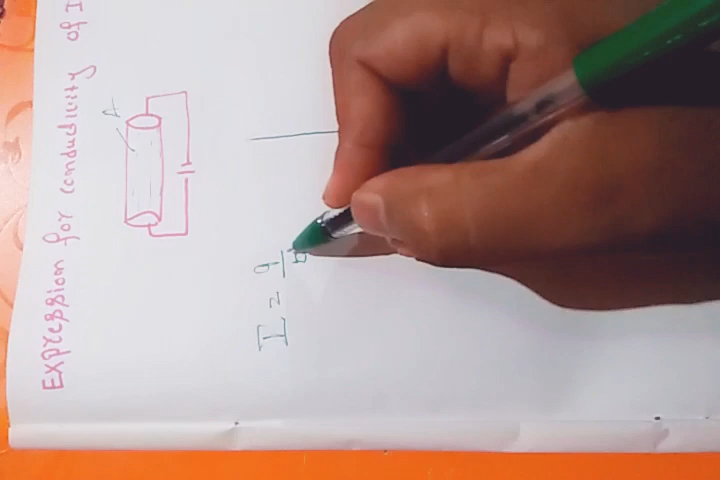 Expression for conductivity of I
A
I = q
t